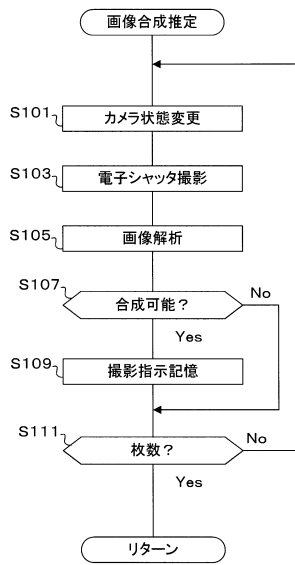 画像合成推定
S101
カメラ状態変更
S103
電子シャッタ撮影
S105
画像解析
S107
合成可能?
No
Yes
S109
撮影指示記憶
S111
枚数?
No
Yes
リターン